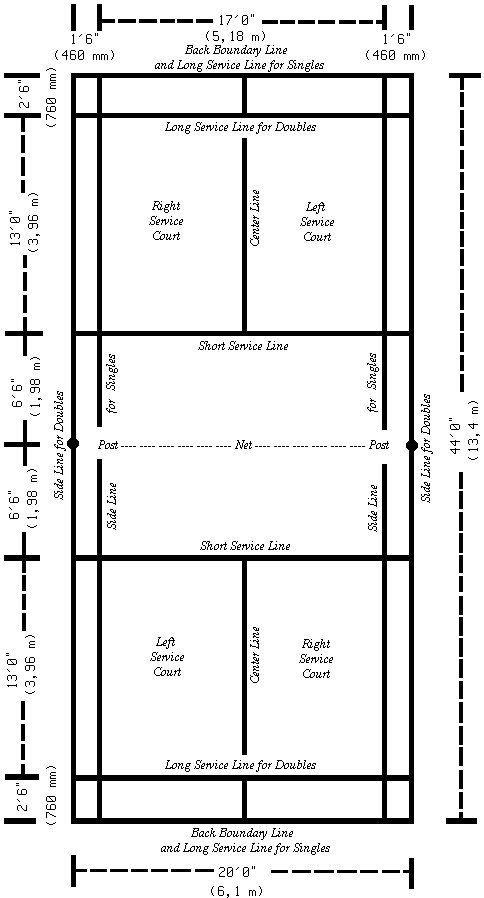 17′0"
(5,18 m)
1′6"
(460 mm)
1′6"
(460 mm)
Back Boundary Line
and Long Service Line for Singles
2′6"
(760 mm)
Long Service Line for Doubles
13′0"
(3,96 m)
Right
Service
Court
Center Line
Left
Service
Court
Short Service Line
6′6"
(1,98 m)
for Singles
for Singles
Side Line for Doubles
Post
Net
Post
Side Line for Doubles
44′0"
(13,4 m)
6′6"
(1,98 m)
Side Line
Side Line
Short Service Line
13′0"
(3,96 m)
Left
Service
Court
Center Line
Right
Service
Court
Long Service Line for Doubles
2′6"
(760 mm)
Back Boundary Line
and Long Service Line for Singles
20′0"
(6,1 m)